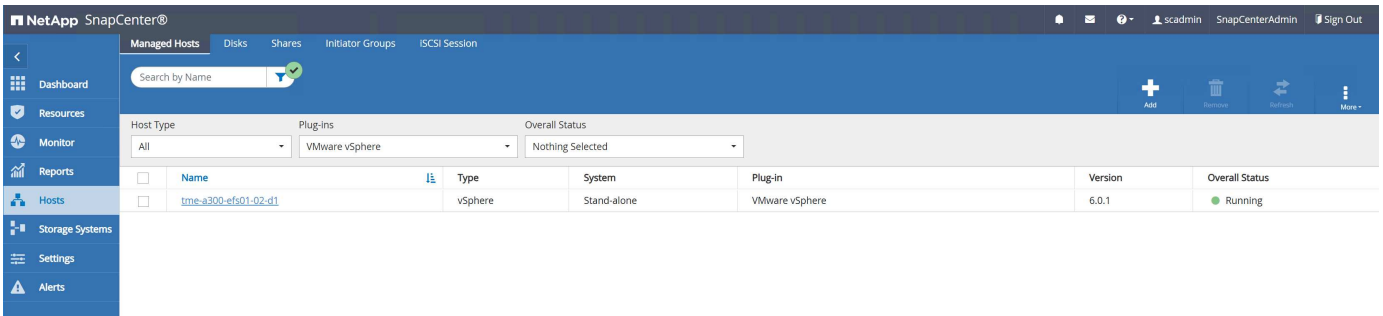 NetApp SnapCenter®
scadmin SnapCenterAdmin Sign Out
Managed Hosts Disks Shares Initiator Groups iSCSI Session
Search by Name
Dashboard
Resources
Monitor
Reports
Hosts
Storage Systems
Settings
Alerts
Add Remove Refresh More
Host Type Plug-ins Overall Status
All VMware vSphere Nothing Selected
Name Type System Plug-in Version Overall Status
tme-a300-efs01-02-d1 vSphere Stand-alone VMware vSphere 6.0.1 Running